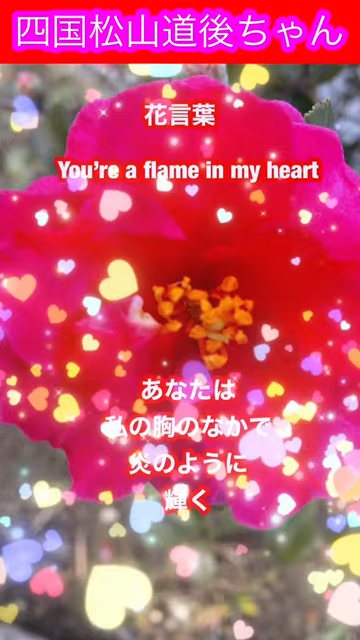 四国松山道後ちゃん
花言葉
You're a flame in my heart
あなたは
私の胸のなかで
炎のように
輝く